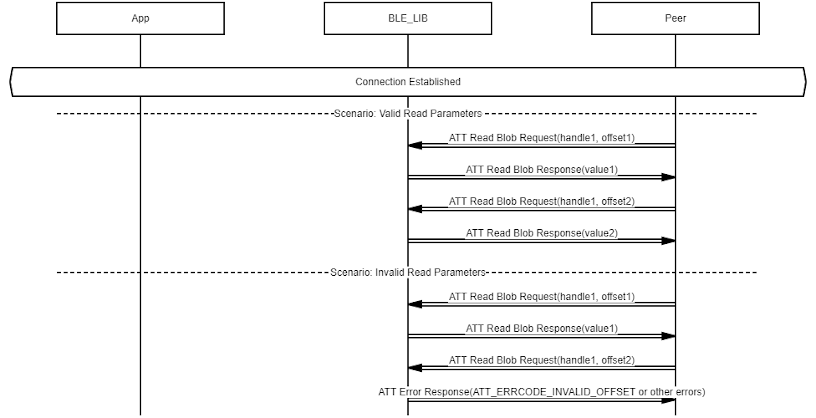 App
BLE_LIB
Peer
Connection Established
Scenario: Valid Read Parameters
ATT Read Blob Request(handle1, offset1)
ATT Read Blob Response(value1)
ATT Read Blob Request(handle1, offset2)
ATT Read Blob Response(value2)
Scenario: Invalid Read Parameters
ATT Read Blob Request(handle1, offset1)
ATT Read Blob Response(value1)
ATT Read Blob Request(handle1, offset2)
ATT Error Response(ATT_ERRCODE_INVALID_OFFSET or other errors)